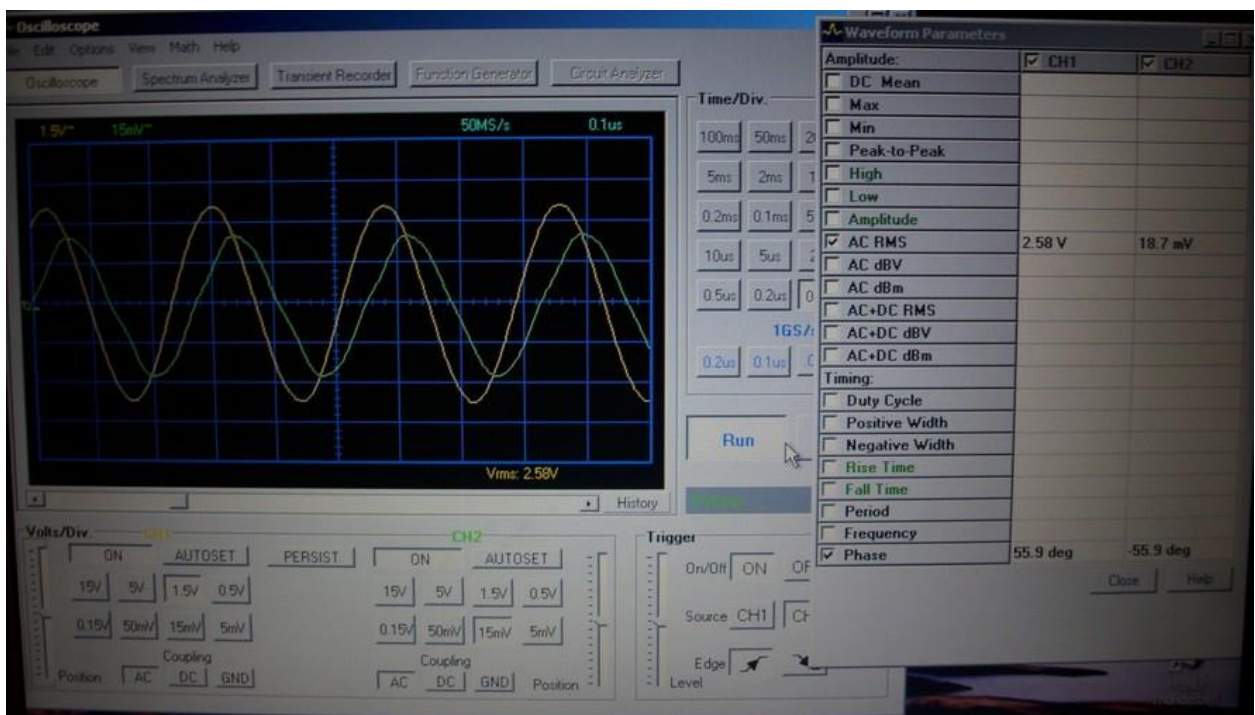 Oscilloscope
Edit Options View Math Help
Oscilloscope Spectrum Analyzer Transient Recorder Function Generator Circuit Analyzer
1.5V~ 15mV~ 50MS/s 0.1us
Vrms: 2.58V
History
Time/Div.
100ms 50ms
5ms 2ms
0.2ms 0.1ms
10us 5us
0.5us 0.2us
1GS/
0.2us 0.1us
Run
Volts/Div. CH1 CH2
ON AUTOSET PERSIST ON AUTOSET
15V 5V 1.5V 0.5V 15V 5V 1.5V 0.5V
0.15V 50mV 15mV 5mV 0.15V 50mV 15mV 5mV
Coupling Coupling
Position AC DC GND AC DC GND Position
Trigger
On/Off ON OF
Source CH1 CH
Edge
Level
Waveform Parameters
Amplitude: CH1 CH2
DC Mean
Max
Min
Peak-to-Peak
High
Low
Amplitude
AC RMS 2.58 V 18.7 mV
AC dBV
AC dBm
AC+DC RMS
AC+DC dBV
AC+DC dBm
Timing:
Duty Cycle
Positive Width
Negative Width
Rise Time
Fall Time
Period
Frequency
Phase 55.9 deg -55.9 deg
Close Help